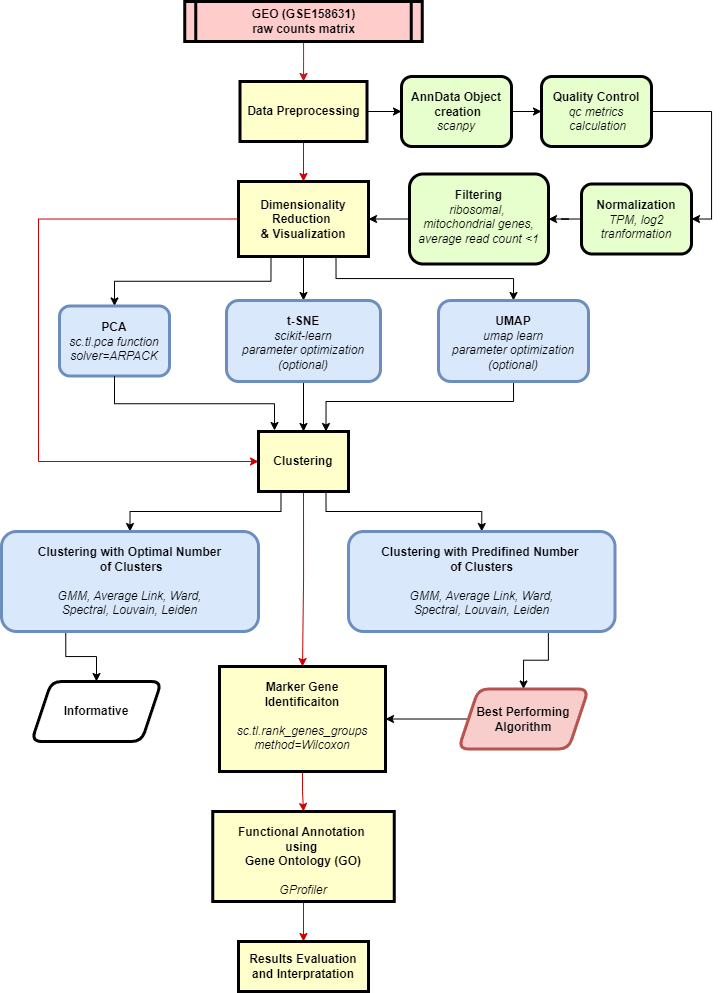 GEO (GSE158631)
raw counts matrix
Data Preprocessing
AnnData Object
creation
scanpy
Quality Control
qc metrics
calculation
Dimensionality
Reduction
& Visualization
Filtering
ribosomal,
mitochondrial genes,
average read count <1
Normalization
TPM, log2
tranformation
PCA
sc.tl.pca function
solver=ARPACK
t-SNE
scikit-learn
parameter optimization
(optional)
UMAP
umap learn
parameter optimization
(optional)
Clustering
Clustering with Optimal Number
of Clusters
GMM, Average Link, Ward,
Spectral, Louvain, Leiden
Clustering with Predifined Number
of Clusters
GMM, Average Link, Ward,
Spectral, Louvain, Leiden
Informative
Marker Gene
Identificaiton
sc.tl.rank_genes_groups
method=Wilcoxon
Best Performing
Algorithm
Functional Annotation
using
Gene Ontology (GO)
GProfiler
Results Evaluation
and Interpratation